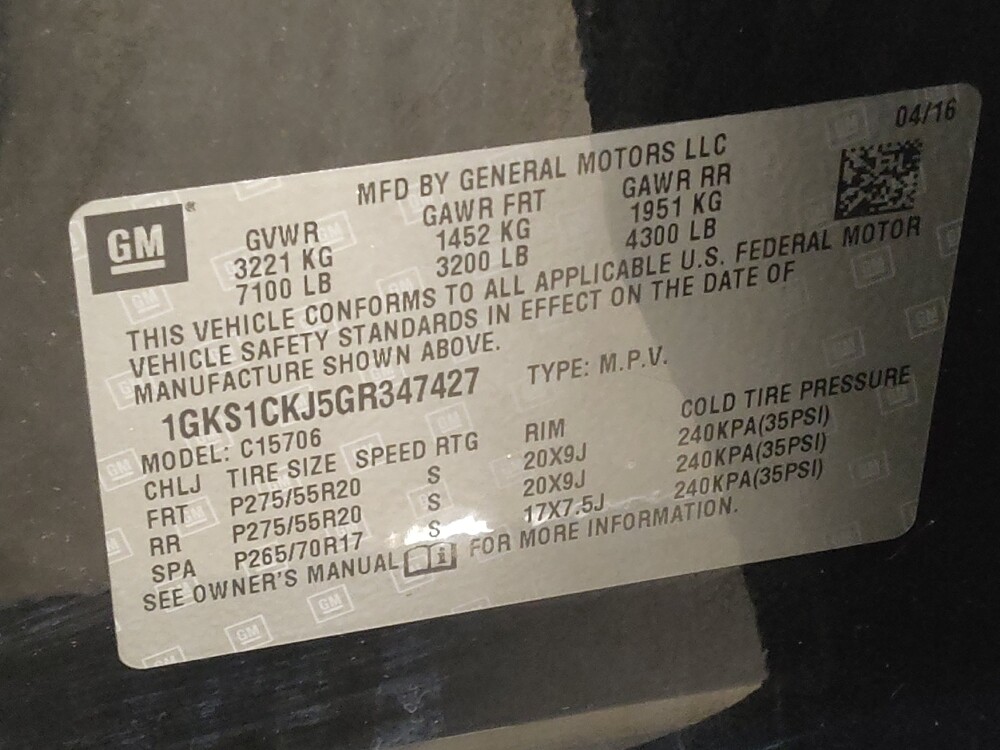 04/16
MFD BY GENERAL MOTORS LLC
GM
GVWR GAWR FRT GAWR RR
3221 KG 1452 KG 1951 KG
7100 LB 3200 LB 4300 LB
THIS VEHICLE CONFORMS TO ALL APPLICABLE U.S. FEDERAL MOTOR
VEHICLE SAFETY STANDARDS IN EFFECT ON THE DATE OF
MANUFACTURE SHOWN ABOVE.
1GKS1CKJ5GR347427 TYPE: M.P.V.
MODEL: C15706
CHLJ TIRE SIZE SPEED RTG RIM COLD TIRE PRESSURE
FRT P275/55R20 S 20X9J 240KPA(35PSI)
RR P275/55R20 S 20X9J 240KPA(35PSI)
SPA P265/70R17 S 17X7.5J 240KPA(35PSI)
SEE OWNER'S MANUAL i FOR MORE INFORMATION.